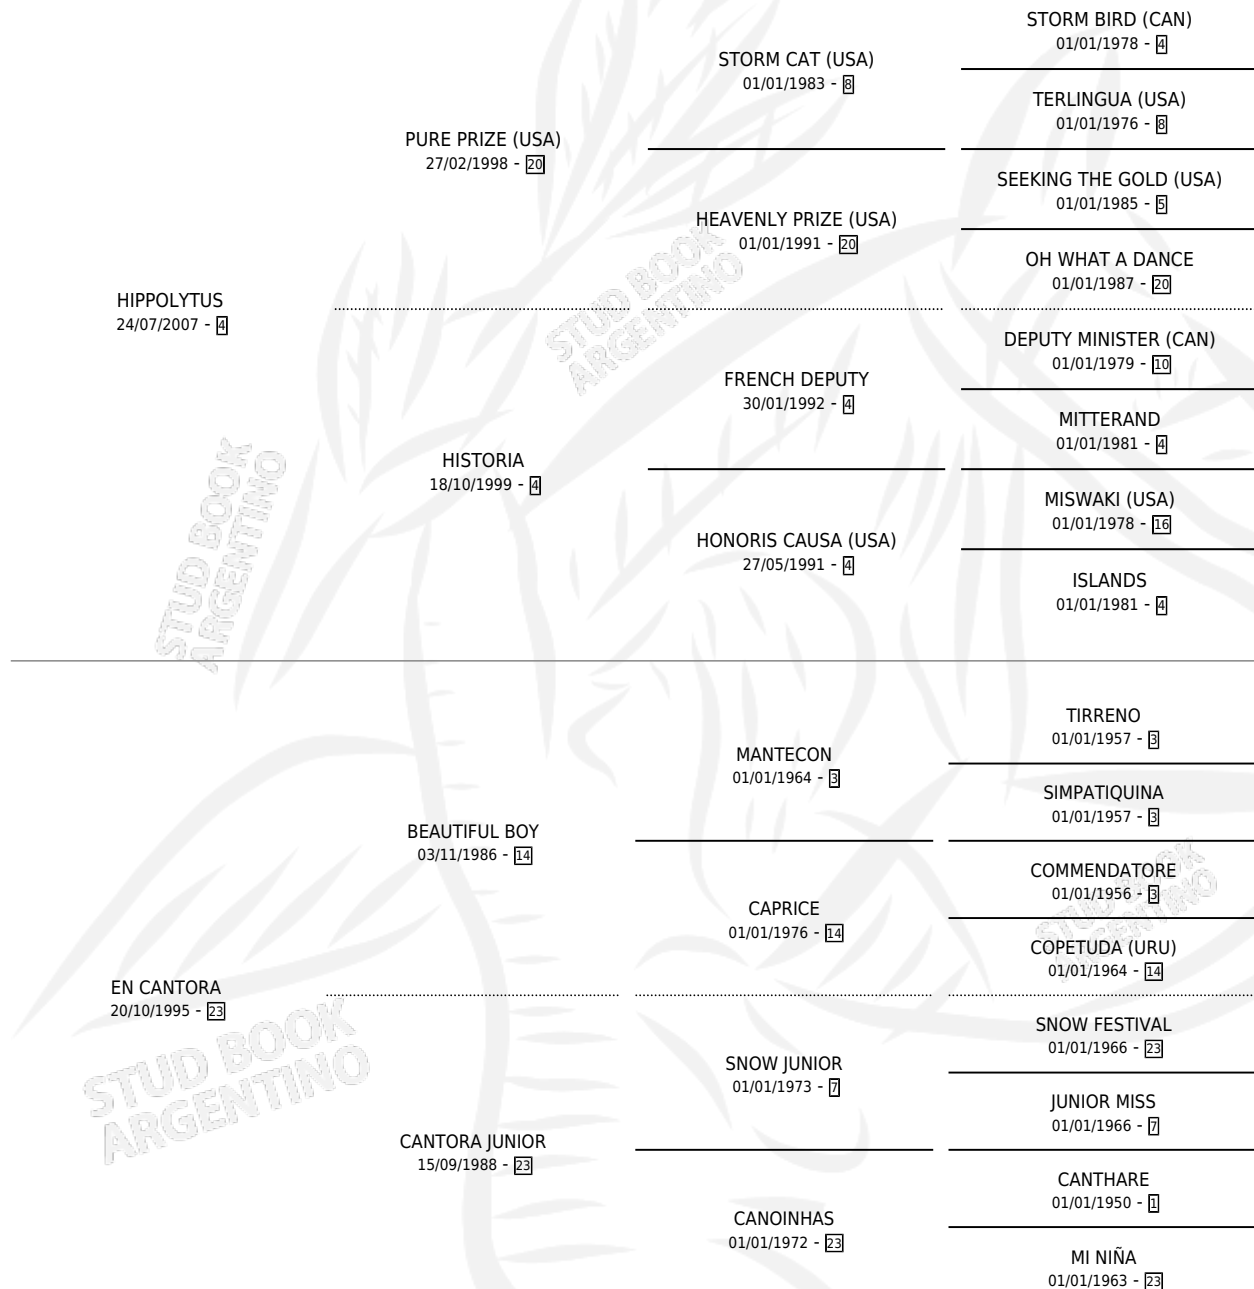 HIPPOLYTUS
24/07/2007 - 4
PURE PRIZE (USA)
27/02/1998 - 20
HISTORIA
18/10/1999 - 4
STORM CAT (USA)
01/01/1983 - 8
HEAVENLY PRIZE (USA)
01/01/1991 - 20
FRENCH DEPUTY
30/01/1992 - 4
HONORIS CAUSA (USA)
27/05/1991 - 4
STORM BIRD (CAN)
01/01/1978 - 4
TERLINGUA (USA)
01/01/1976 - 8
SEEKING THE GOLD (USA)
01/01/1985 - 5
OH WHAT A DANCE
01/01/1987 - 20
DEPUTY MINISTER (CAN)
01/01/1979 - 10
MITTERAND
01/01/1981 - 4
MISWAKI (USA)
01/01/1978 - 16
ISLANDS
01/01/1981 - 4
STUD BOOK
ARGENTINO
STUD BOOK
ARGENTINO
EN CANTORA
20/10/1995 - 23
BEAUTIFUL BOY
03/11/1986 - 14
CANTORA JUNIOR
15/09/1988 - 23
MANTECON
01/01/1964 - 3
CAPRICE
01/01/1976 - 14
SNOW JUNIOR
01/01/1973 - 7
CANOINHAS
01/01/1972 - 23
TIRRENO
01/01/1957 - 3
SIMPATIQUINA
01/01/1957 - 3
COMMENDATORE
01/01/1956 - 3
COPETUDA (URU)
01/01/1964 - 14
SNOW FESTIVAL
01/01/1966 - 23
JUNIOR MISS
01/01/1966 - 7
CANTHARE
01/01/1950 - 1
MI NIÑA
01/01/1963 - 23
STUD BOOK
ARGENTINO
STUD BOOK
ARGENTINO